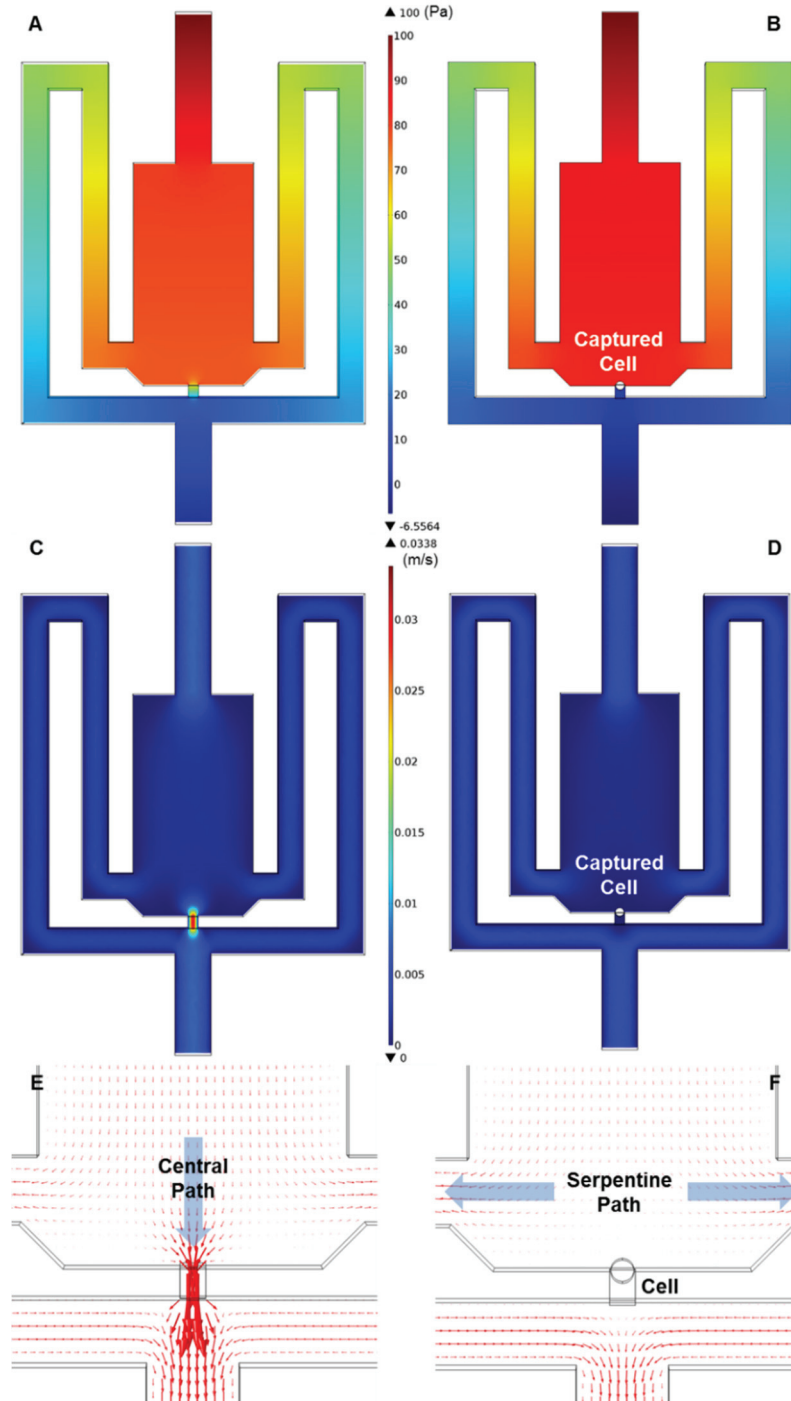 A
▲ 100 (Pa)
B
100
90
80
70
60
50
40
30
20
10
0
▼ -6.5564
Captured
Cell
C
▲ 0.0338
(m/s)
D
0.03
0.025
0.02
0.015
0.01
0.005
0
▼ 0
Captured
Cell
E
F
Central
Path
Serpentine
Path
Cell